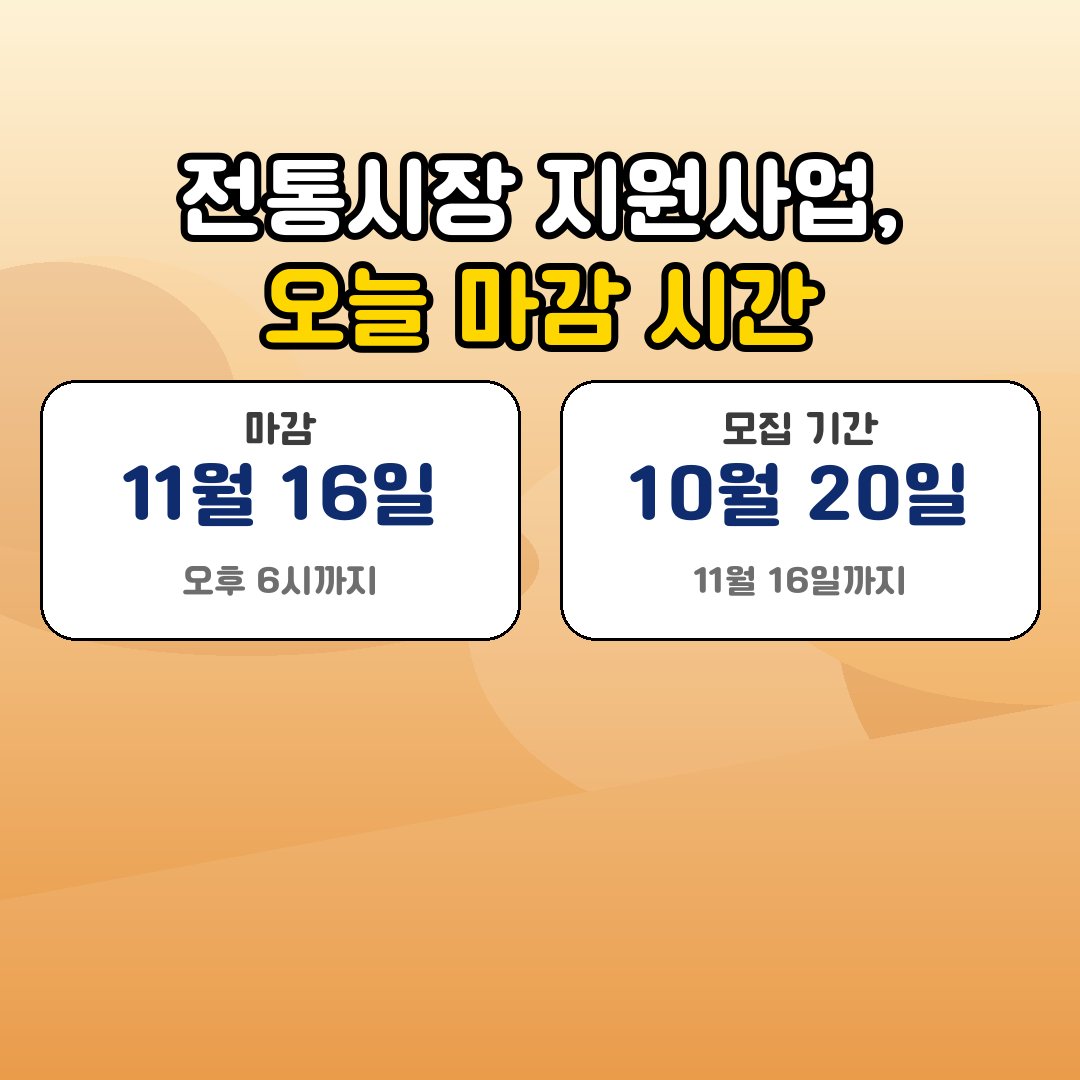 전통시장 지원사업,
오늘 마감 시간
마감
11월 16일
오후 6시까지
모집 기간
10월 20일
11월 16일까지